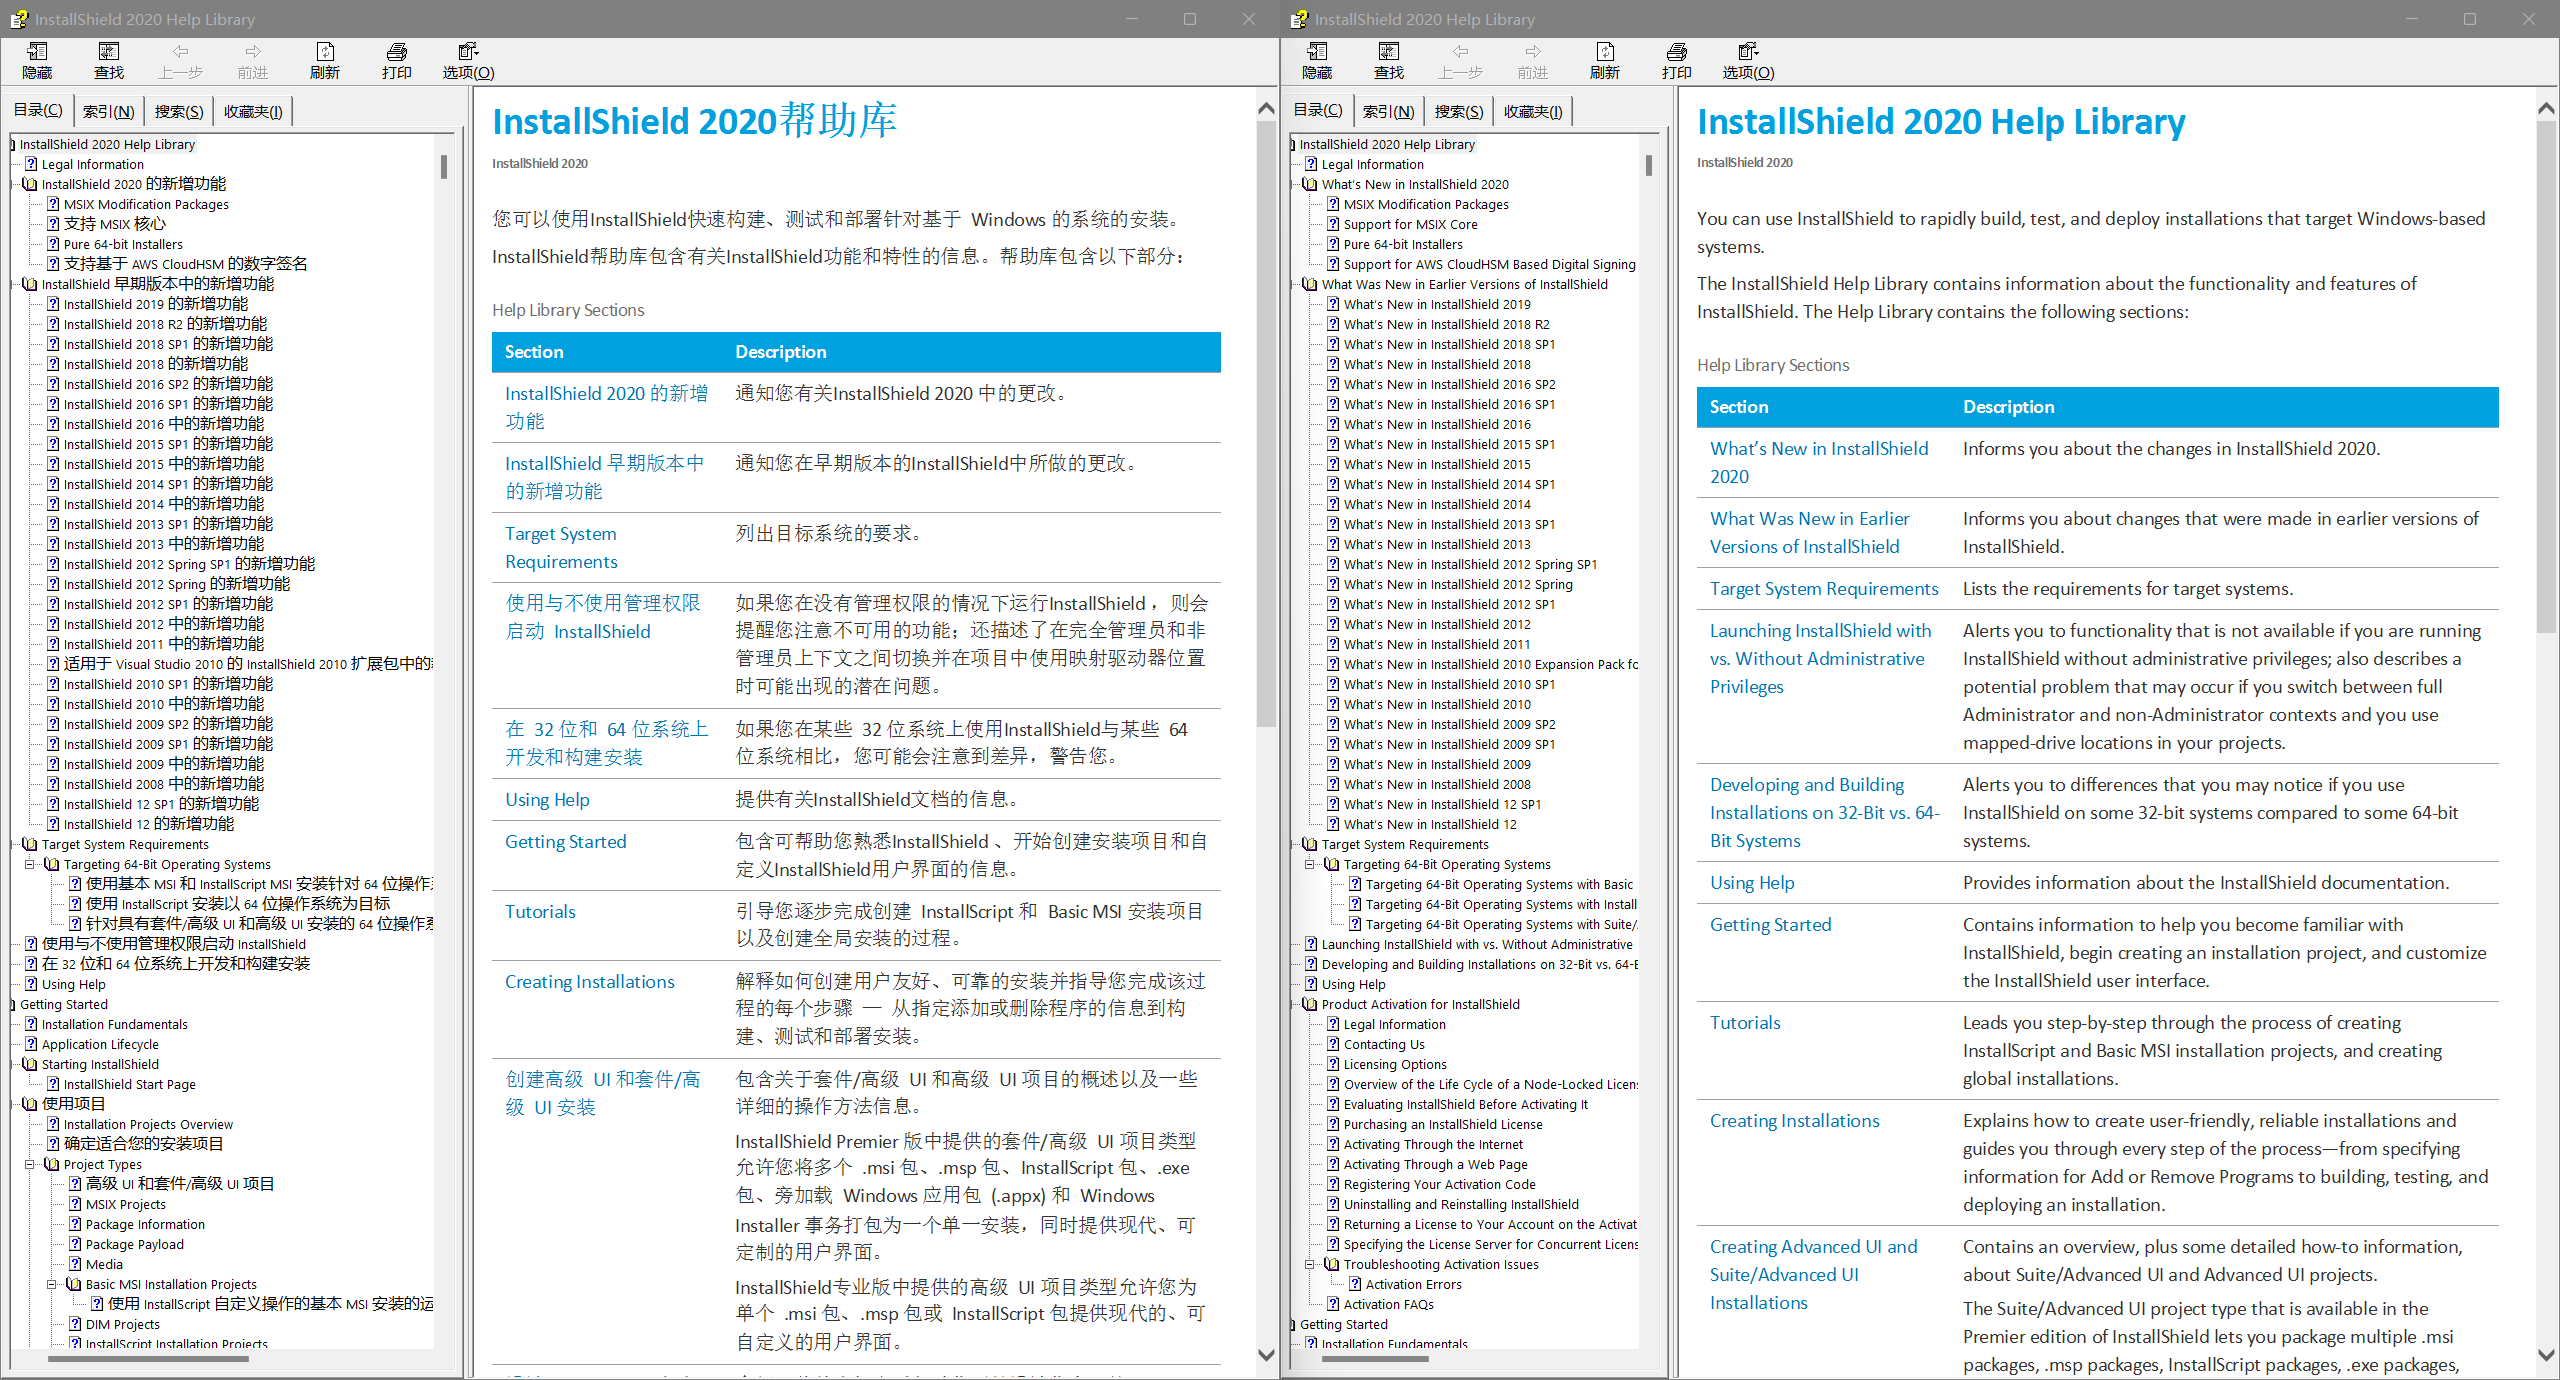 InstallShield 2020 Help Library
隐藏 查找 上一步 前进 刷新 打印 选项(O)
目录(C) 索引(N) 搜索(S) 收藏夹(I)
InstallShield 2020 Help Library
Legal Information
InstallShield 2020 的新增功能
MSIX Modification Packages
支持 MSIX 核心
Pure 64-bit Installers
支持基于 AWS CloudHSM 的数字签名
InstallShield 早期版本中的新增功能
InstallShield 2019 的新增功能
InstallShield 2018 R2 的新增功能
InstallShield 2018 SP1 的新增功能
InstallShield 2018 的新增功能
InstallShield 2016 SP2 的新增功能
InstallShield 2016 SP1 的新增功能
InstallShield 2016 中的新增功能
InstallShield 2015 SP1 的新增功能
InstallShield 2015 中的新增功能
InstallShield 2014 SP1 的新增功能
InstallShield 2014 中的新增功能
InstallShield 2013 SP1 的新增功能
InstallShield 2013 中的新增功能
InstallShield 2012 Spring SP1 的新增功能
InstallShield 2012 Spring 的新增功能
InstallShield 2012 SP1 的新增功能
InstallShield 2012 中的新增功能
InstallShield 2011 中的新增功能
适用于 Visual Studio 2010 的 InstallShield 2010 扩展包中的
InstallShield 2010 SP1 的新增功能
InstallShield 2010 中的新增功能
InstallShield 2009 SP2 的新增功能
InstallShield 2009 SP1 的新增功能
InstallShield 2009 中的新增功能
InstallShield 2008 中的新增功能
InstallShield 12 SP1 的新增功能
InstallShield 12 的新增功能
Target System Requirements
Targeting 64-Bit Operating Systems
使用基本 MSI 和 InstallScript MSI 安装针对 64 位操作
使用 InstallScript 安装以 64 位操作系统为目标
针对具有套件/高级 UI 和高级 UI 安装的 64 位操作系
使用与不使用管理权限启动 InstallShield
在 32 位和 64 位系统上开发和构建安装
Using Help
Getting Started
Installation Fundamentals
Application Lifecycle
Starting InstallShield
InstallShield Start Page
使用项目
Installation Projects Overview
确定适合您的安装项目
Project Types
高级 UI 和套件/高级 UI 项目
MSIX Projects
Package Information
Package Payload
Media
Basic MSI Installation Projects
使用 InstallScript 自定义操作的基本 MSI 安装的运
DIM Projects
InstallScript Installation Projects
InstallShield 2020帮助库
InstallShield 2020
您可以使用InstallShield快速构建、测试和部署针对基于 Windows 的系统的安装。
InstallShield帮助库包含有关InstallShield功能和特性的信息。帮助库包含以下部分：
Help Library Sections
Section Description
InstallShield 2020 的新增 通知您有关InstallShield 2020 中的更改。
功能
InstallShield 早期版本中 通知您在早期版本的InstallShield中所做的更改。
的新增功能
Target System 列出目标系统的要求。
Requirements
使用与不使用管理权限 如果您在没有管理权限的情况下运行InstallShield ，则会
启动 InstallShield 提醒您注意不可用的功能；还描述了在完全管理员和非
管理员上下文之间切换并在项目中使用映射驱动器位置
时可能出现的潜在问题。
在 32 位和 64 位系统上 如果您在某些 32 位系统上使用InstallShield与某些 64
开发和构建安装 位系统相比，您可能会注意到差异，警告您。
Using Help 提供有关InstallShield文档的信息。
Getting Started 包含可帮助您熟悉InstallShield 、开始创建安装项目和自
定义InstallShield用户界面的信息。
Tutorials 引导您逐步完成创建 InstallScript 和 Basic MSI 安装项目
以及创建全局安装的过程。
Creating Installations 解释如何创建用户友好、可靠的安装并指导您完成该过
程的每个步骤 — 从指定添加或删除程序的信息到构
建、测试和部署安装。
创建高级 UI 和套件/高 包含关于套件/高级 UI 和高级 UI 项目的概述以及一些
级 UI 安装 详细的操作方法信息。
InstallShield Premier 版中提供的套件/高级 UI 项目类型
允许您将多个 .msi 包、.msp 包、InstallScript 包、.exe
包、旁加载 Windows 应用包 (.appx) 和 Windows
Installer 事务打包为一个单一安装，同时提供现代、可
定制的用户界面。
InstallShield专业版中提供的高级 UI 项目类型允许您为
单个 .msi 包、.msp 包或 InstallScript 包提供现代的、可
自定义的用户界面。
InstallShield 2020 Help Library
隐藏 查找 上一步 前进 刷新 打印 选项(O)
目录(C) 索引(N) 搜索(S) 收藏夹(I)
InstallShield 2020 Help Library
Legal Information
What's New in InstallShield 2020
MSIX Modification Packages
Support for MSIX Core
Pure 64-bit Installers
Support for AWS CloudHSM Based Digital Signing
What Was New in Earlier Versions of InstallShield
What's New in InstallShield 2019
What's New in InstallShield 2018 R2
What's New in InstallShield 2018 SP1
What's New in InstallShield 2018
What's New in InstallShield 2016 SP2
What's New in InstallShield 2016 SP1
What's New in InstallShield 2016
What's New in InstallShield 2015 SP1
What's New in InstallShield 2015
What's New in InstallShield 2014 SP1
What's New in InstallShield 2014
What's New in InstallShield 2013 SP1
What's New in InstallShield 2013
What's New in InstallShield 2012 Spring SP1
What's New in InstallShield 2012 Spring
What's New in InstallShield 2012 SP1
What's New in InstallShield 2012
What's New in InstallShield 2011
What's New in InstallShield 2010 Expansion Pack fo
What's New in InstallShield 2010 SP1
What's New in InstallShield 2010
What's New in InstallShield 2009 SP2
What's New in InstallShield 2009 SP1
What's New in InstallShield 2009
What's New in InstallShield 2008
What's New in InstallShield 12 SP1
What's New in InstallShield 12
Target System Requirements
Targeting 64-Bit Operating Systems
Targeting 64-Bit Operating Systems with Basic
Targeting 64-Bit Operating Systems with Install
Targeting 64-Bit Operating Systems with Suite/
Launching InstallShield with vs. Without Administrative
Developing and Building Installations on 32-Bit vs. 64-B
Using Help
Product Activation for InstallShield
Legal Information
Contacting Us
Licensing Options
Overview of the Life Cycle of a Node-Locked Licens
Evaluating InstallShield Before Activating It
Purchasing an InstallShield License
Activating Through the Internet
Activating Through a Web Page
Registering Your Activation Code
Uninstalling and Reinstalling InstallShield
Returning a License to Your Account on the Activat
Specifying the License Server for Concurrent Licens
Troubleshooting Activation Issues
Activation Errors
Activation FAQs
Getting Started
Installation Fundamentals
InstallShield 2020 Help Library
InstallShield 2020
You can use InstallShield to rapidly build, test, and deploy installations that target Windows-based
systems.
The InstallShield Help Library contains information about the functionality and features of
InstallShield. The Help Library contains the following sections:
Help Library Sections
Section Description
What’s New in InstallShield Informs you about the changes in InstallShield 2020.
2020
What Was New in Earlier Informs you about changes that were made in earlier versions of
Versions of InstallShield InstallShield.
Target System Requirements Lists the requirements for target systems.
Launching InstallShield with Alerts you to functionality that is not available if you are running
vs. Without Administrative InstallShield without administrative privileges; also describes a
Privileges potential problem that may occur if you switch between full
Administrator and non-Administrator contexts and you use
mapped-drive locations in your projects.
Developing and Building Alerts you to differences that you may notice if you use
Installations on 32-Bit vs. 64- InstallShield on some 32-bit systems compared to some 64-bit
Bit Systems systems.
Using Help Provides information about the InstallShield documentation.
Getting Started Contains information to help you become familiar with
InstallShield, begin creating an installation project, and customize
the InstallShield user interface.
Tutorials Leads you step-by-step through the process of creating
InstallScript and Basic MSI installation projects, and creating
global installations.
Creating Installations Explains how to create user-friendly, reliable installations and
guides you through every step of the process—from specifying
information for Add or Remove Programs to building, testing, and
deploying an installation.
Creating Advanced UI and Contains an overview, plus some detailed how-to information,
Suite/Advanced UI about Suite/Advanced UI and Advanced UI projects.
Installations
The Suite/Advanced UI project type that is available in the
Premier edition of InstallShield lets you package multiple .msi
packages, .msp packages, InstallScript packages, .exe packages,